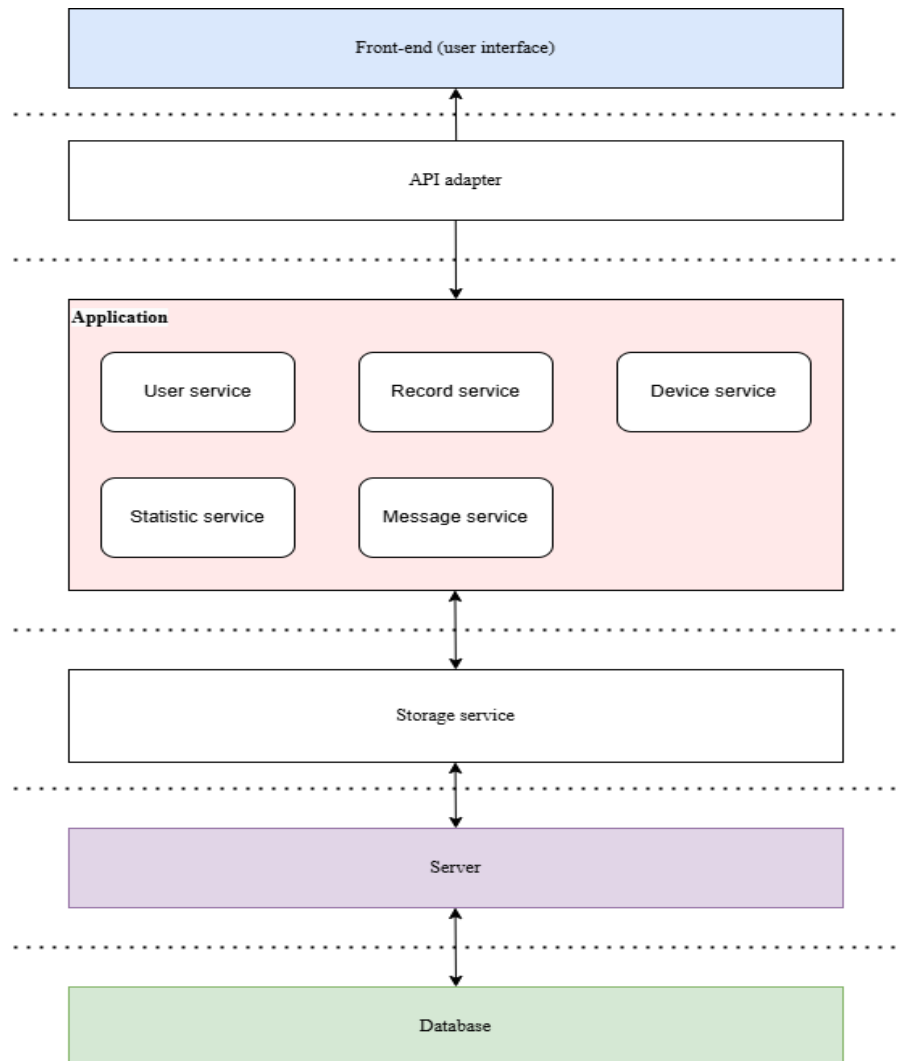 Front-end (user interface)
API adapter
Application
User service
Record service
Device service
Statistic service
Message service
Storage service
Server
Database